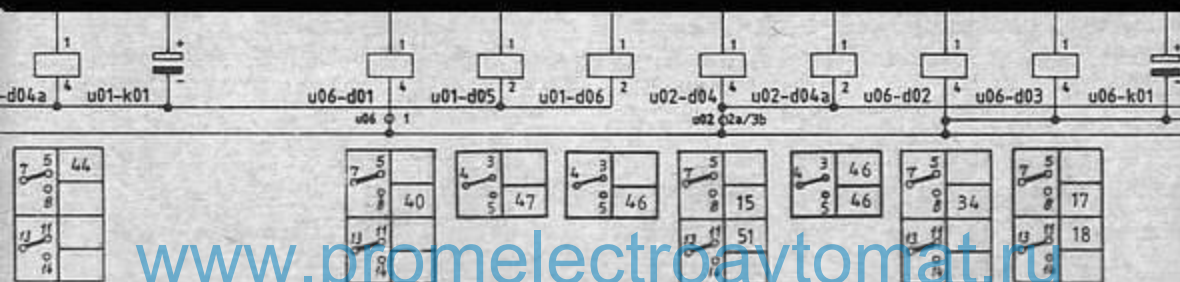 1 + 1 1 1 1 1 1 1 +
4 - 4 2 2 4 2 4 4 -
-d04a u01-k01 u06-d01 u01-d05 u01-d06 u02-d04 u02-d04a u06-d02 u06-d03 u06-k01
u06 1 u02 2a/3b
7 5 44 7 5 4 3 4 3 7 5 4 3 46 7 5 7 5
8 8 40 5 47 5 46 8 15 5 46 8 34 8 17
13 11 13 11 13 11 51 13 11 13 11 18
14 14 14 14 14
www.promelectroavtomat.ru